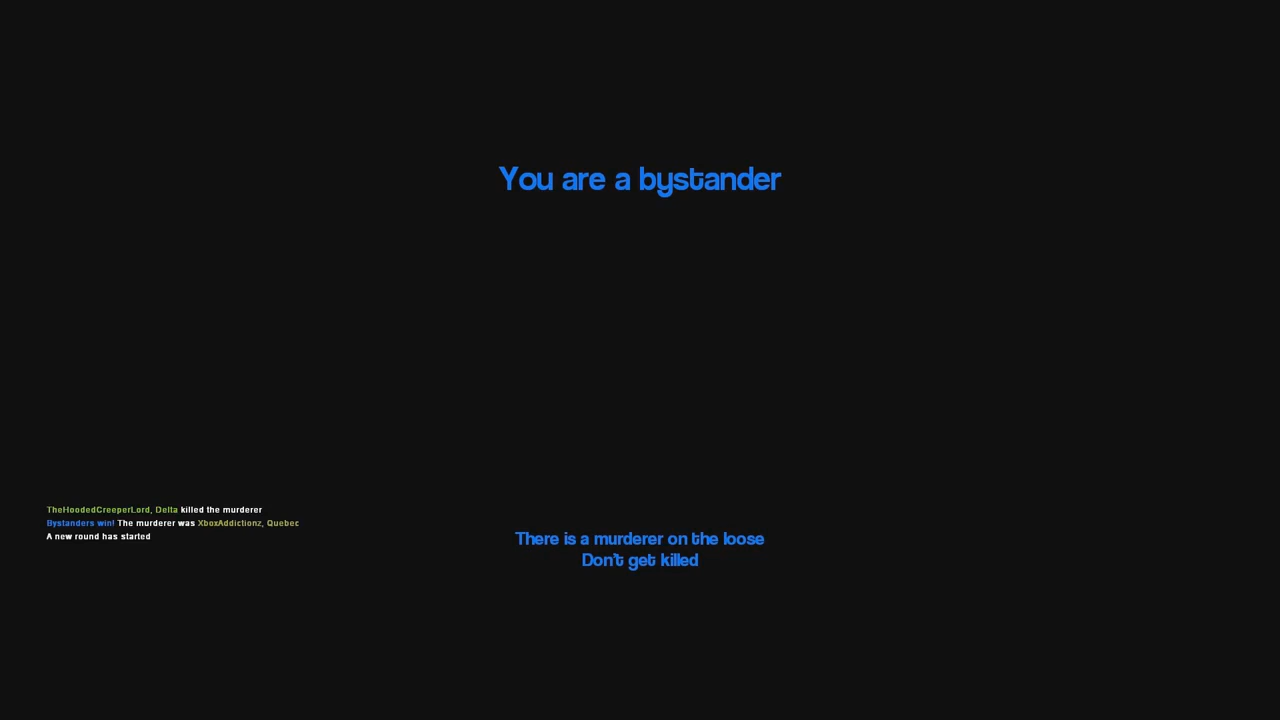 You are a bystander
TheHoodedCreeperLord, Delta killed the murderer
Bystanders win! The murderer was XboxAddictionz, Quebec
A new round has started
There is a murderer on the loose
Don't get killed